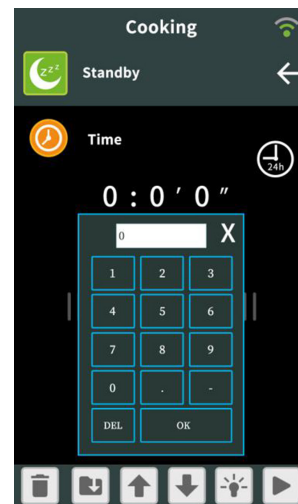 Cooking
zzz
Standby
Time
24h
0 : 0 ′ 0 ″
0
X
1 2 3
4 5 6
7 8 9
0 . -
DEL OK